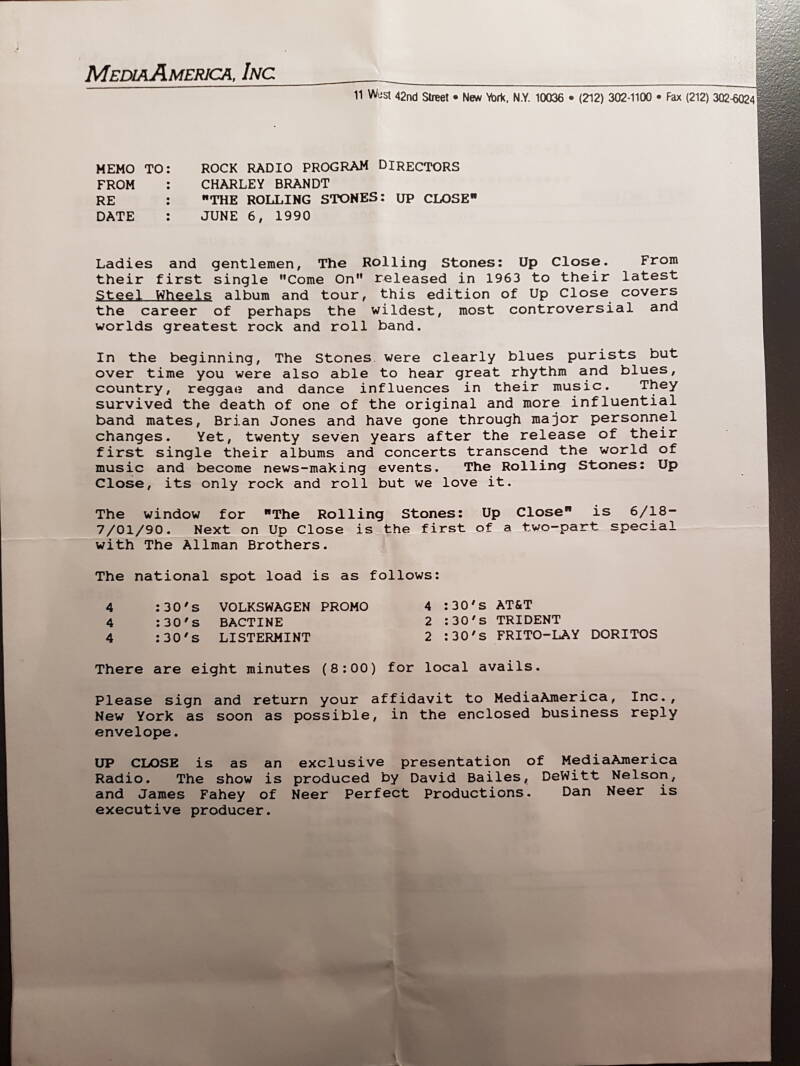 MEDIAAMERICA, INC
11 West 42nd Street • New York, N.Y. 10036 • (212) 302-1100 • Fax (212) 302-6024
MEMO TO: ROCK RADIO PROGRAM DIRECTORS
FROM : CHARLEY BRANDT
RE : "THE ROLLING STONES: UP CLOSE"
DATE : JUNE 6, 1990
Ladies and gentlemen, The Rolling Stones: Up Close. From
their first single "Come On" released in 1963 to their latest
Steel Wheels album and tour, this edition of Up Close covers
the career of perhaps the wildest, most controversial and
worlds greatest rock and roll band.
In the beginning, The Stones were clearly blues purists but
over time you were also able to hear great rhythm and blues,
country, reggae and dance influences in their music. They
survived the death of one of the original and more influential
band mates, Brian Jones and have gone through major personnel
changes. Yet, twenty seven years after the release of their
first single their albums and concerts transcend the world of
music and become news-making events. The Rolling Stones: Up
Close, its only rock and roll but we love it.
The window for "The Rolling Stones: Up Close" is 6/18-
7/01/90. Next on Up Close is the first of a two-part special
with The Allman Brothers.
The national spot load is as follows:
4 :30's VOLKSWAGEN PROMO 4 :30's AT&T
4 :30's BACTINE 2 :30's TRIDENT
4 :30's LISTERMINT 2 :30's FRITO-LAY DORITOS
There are eight minutes (8:00) for local avails.
Please sign and return your affidavit to MediaAmerica, Inc.,
New York as soon as possible, in the enclosed business reply
envelope.
UP CLOSE is as an exclusive presentation of MediaAmerica
Radio. The show is produced by David Bailes, DeWitt Nelson,
and James Fahey of Neer Perfect Productions. Dan Neer is
executive producer.